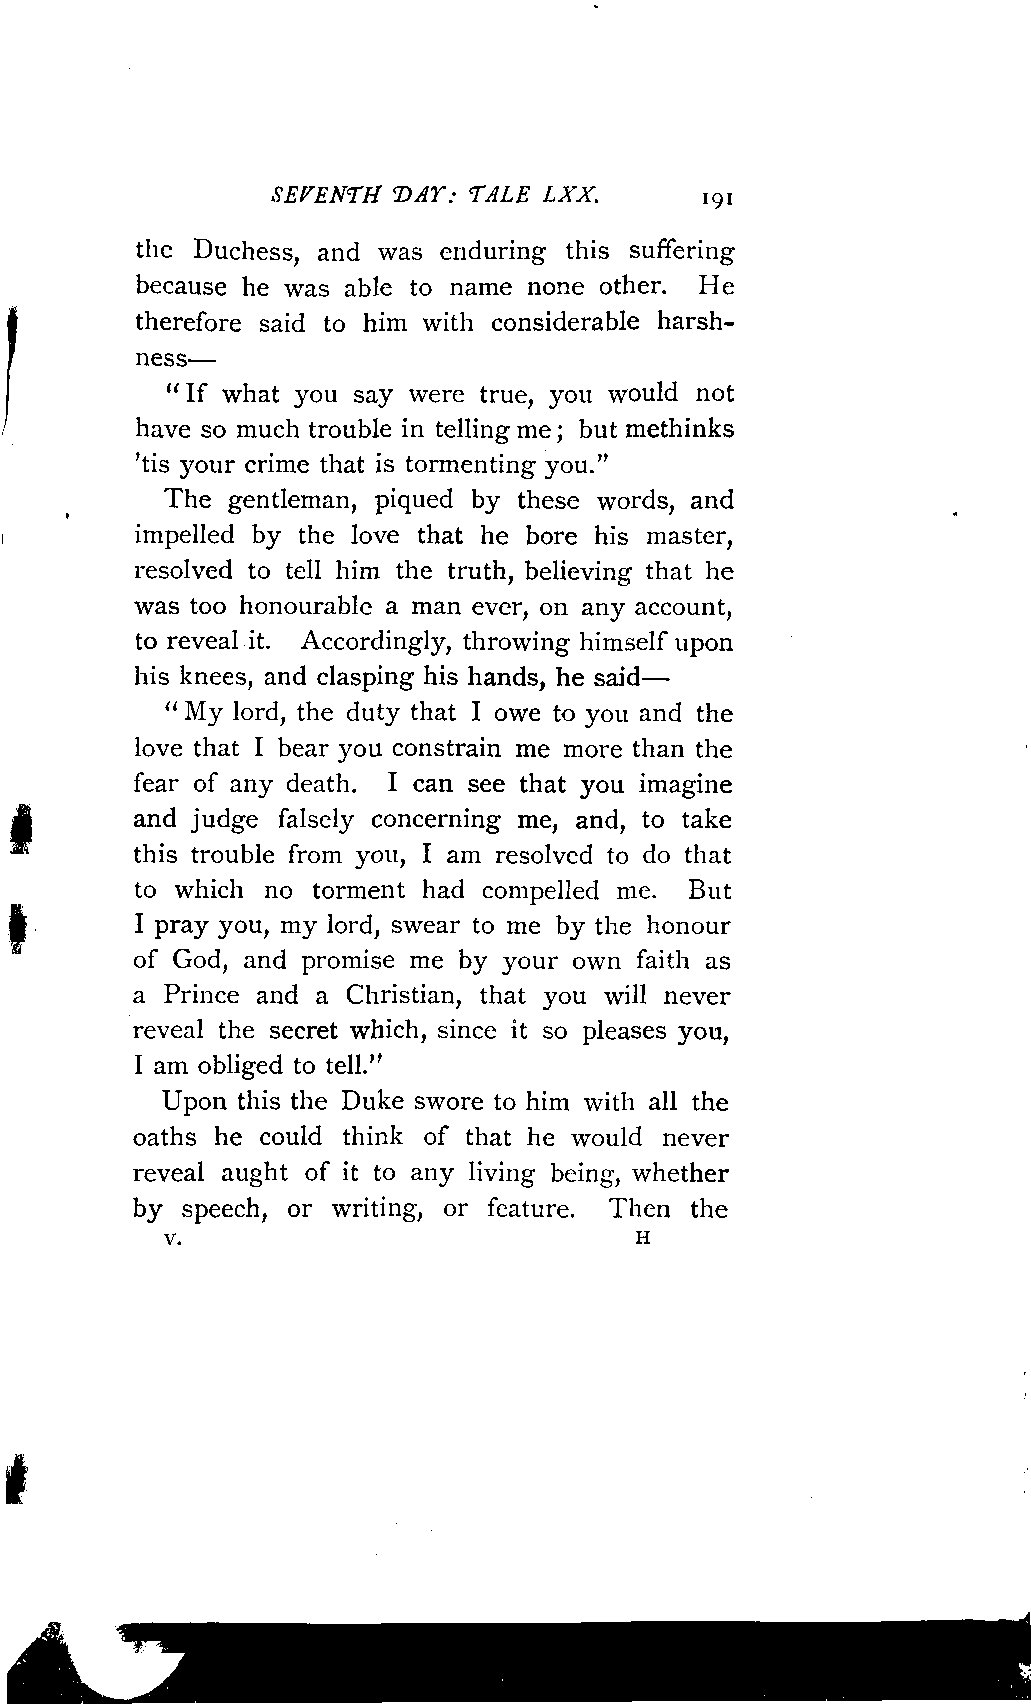 SEVENTH DAY: TALE LXX. 191
the Duchess, and was enduring this suffering
because he was able to name none other. He
therefore said to him with considerable harsh-
ness—
"If what you say were true, you would not
have so much trouble in telling me; but methinks
'tis your crime that is tormenting you."
The gentleman, piqued by these words, and
impelled by the love that he bore his master,
resolved to tell him the truth, believing that he
was too honourable a man ever, on any account,
to reveal it. Accordingly, throwing himself upon
his knees, and clasping his hands, he said—
"My lord, the duty that I owe to you and the
love that I bear you constrain me more than the
fear of any death. I can see that you imagine
and judge falsely concerning me, and, to take
this trouble from you, I am resolved to do that
to which no torment had compelled me. But
I pray you, my lord, swear to me by the honour
of God, and promise me by your own faith as
a Prince and a Christian, that you will never
reveal the secret which, since it so pleases you,
I am obliged to tell."
Upon this the Duke swore to him with all the
oaths he could think of that he would never
reveal aught of it to any living being, whether
by speech, or writing, or feature. Then the
V. H